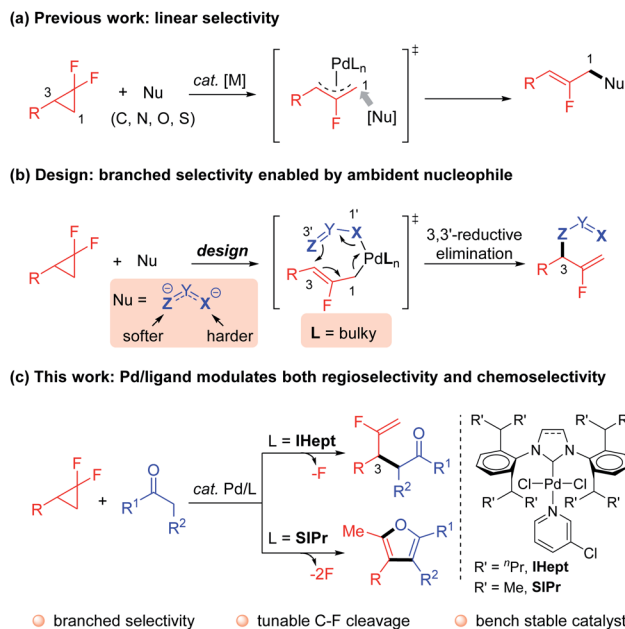 (a) Previous work: linear selectivity
F
F
3
R
1
+ Nu
(C, N, O, S)
cat. [M]
PdLn
R
1
F
[Nu]
‡
1
R
Nu
F
(b) Design: branched selectivity enabled by ambident nucleophile
F
F
R
+ Nu
design
Nu = Z Y X
⊖ ⊖
softer harder
3' Z Y 1' X
PdLn
R
3
1
F
‡
L = bulky
3,3'-reductive
elimination
Z Y X
R
3
F
(c) This work: Pd/ligand modulates both regioselectivity and chemoselectivity
F
F
R
+
O
R1
R2
cat. Pd/L
L = IHept
-F
F
O
R
3
R1
R2
L = SIPr
-2F
Me
O
R1
R
R2
R' R' R' R'
N N
Cl Pd Cl
R' R' R' R'
N
Cl
R' = nPr, IHept
R' = Me, SIPr
branched selectivity
tunable C-F cleavage
bench stable catalyst